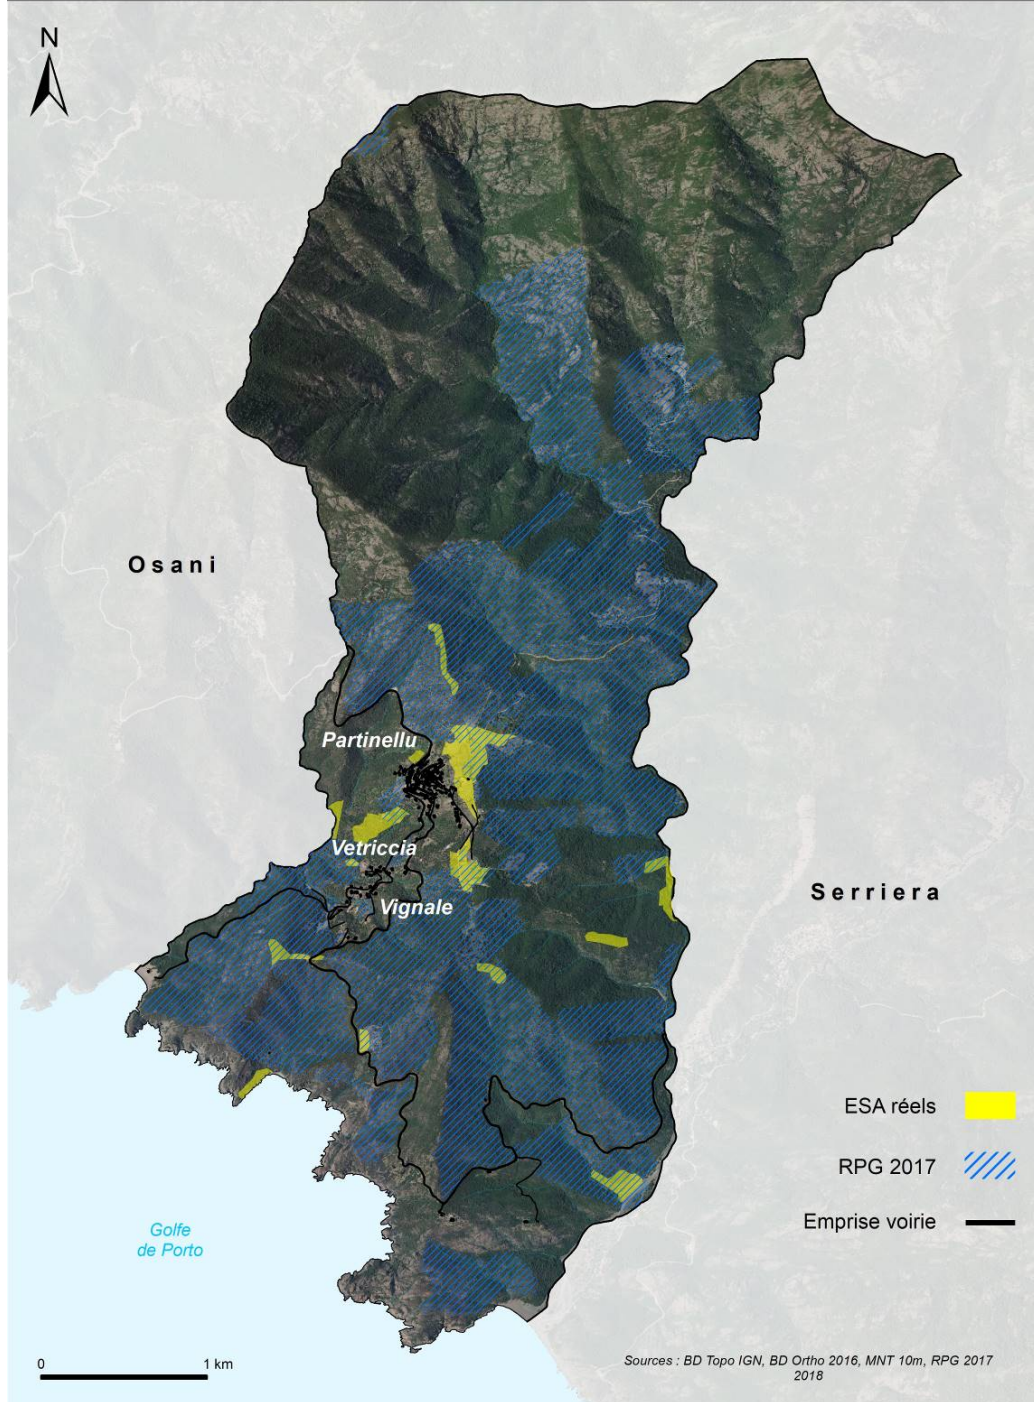 N
Osani
Partinellu
Vetriccia
Vignale
Serriera
ESA réels
RPG 2017
Emprise voirie
Golfe
de Porto
0 1 km
Sources : BD Topo IGN, BD Ortho 2016, MNT 10m, RPG 2017
2018